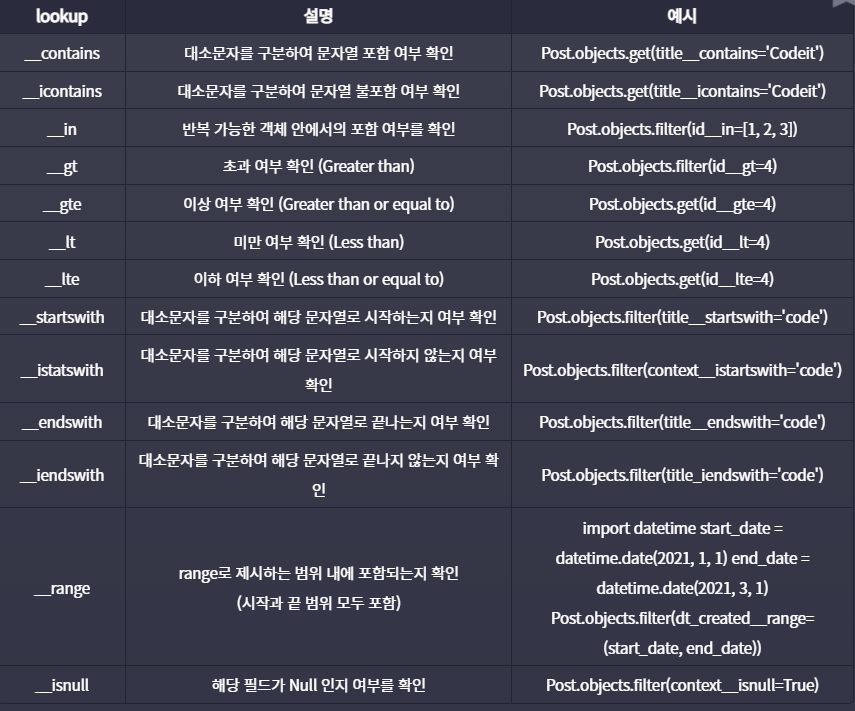 lookup 설명 예시
__contains 대소문자를 구분하여 문자열 포함 여부 확인 Post.objects.get(title__contains='Codeit')
__icontains 대소문자를 구분하여 문자열 불포함 여부 확인 Post.objects.get(title__icontains='Codeit')
__in 반복 가능한 객체 안에서의 포함 여부를 확인 Post.objects.filter(id__in=[1, 2, 3])
__gt 초과 여부 확인 (Greater than) Post.objects.filter(id__gt=4)
__gte 이상 여부 확인 (Greater than or equal to) Post.objects.get(id__gte=4)
__lt 미만 여부 확인 (Less than) Post.objects.get(id__lt=4)
__lte 이하 여부 확인 (Less than or equal to) Post.objects.get(id__lte=4)
__startswith 대소문자를 구분하여 해당 문자열로 시작하는지 여부 확인 Post.objects.filter(title__startswith='code')
__istatswith 대소문자를 구분하여 해당 문자열로 시작하지 않는지 여부
확인 Post.objects.filter(context__istartswith='code')
__endswith 대소문자를 구분하여 해당 문자열로 끝나는지 여부 확인 Post.objects.filter(title__endswith='code')
__iendswith 대소문자를 구분하여 해당 문자열로 끝나지 않는지 여부 확
인 Post.objects.filter(title_iendswith='code')
__range range로 제시하는 범위 내에 포함되는지 확인
(시작과 끝 범위 모두 포함)
import datetime start_date =
datetime.date(2021, 1, 1) end_date =
datetime.date(2021, 3, 1)
Post.objects.filter(dt_created__range=
(start_date, end_date))
__isnull 해당 필드가 Null 인지 여부를 확인 Post.objects.filter(context__isnull=True)